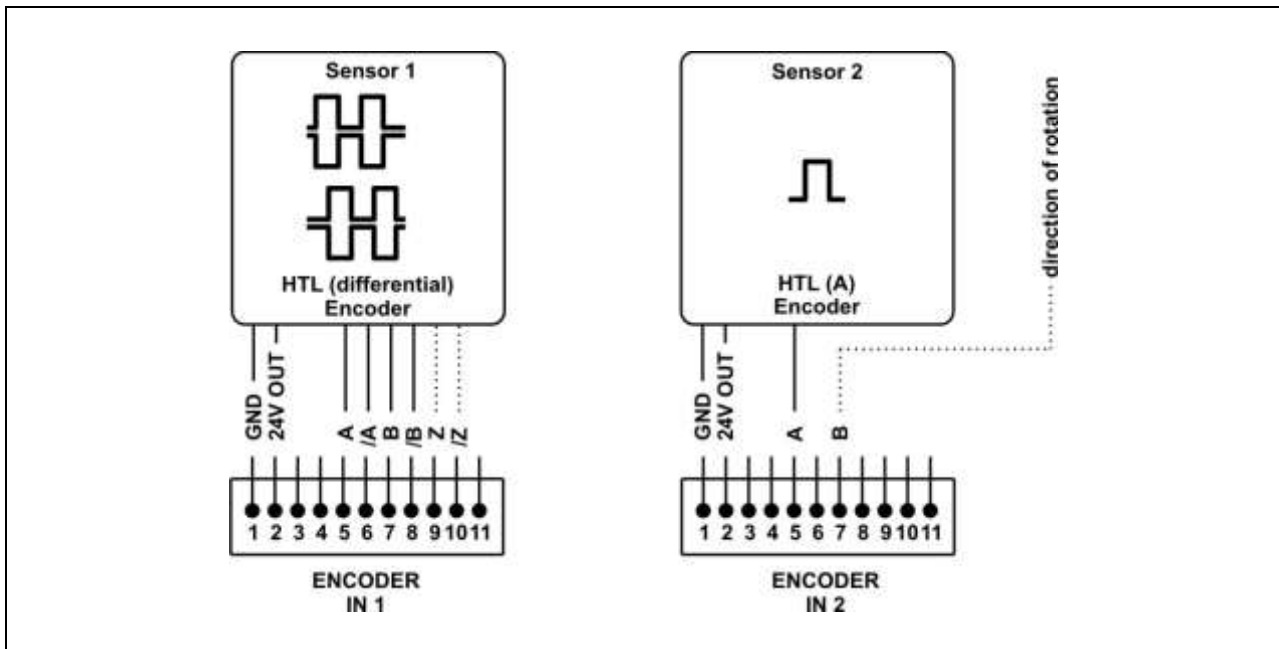 Sensor 1
HTL (differential)
Encoder
GND
24V OUT
A
/A
B
/B
Z
/Z
1 2 3 4 5 6 7 8 9 10 11
ENCODER
IN 1
Sensor 2
HTL (A)
Encoder
direction of rotation
GND
24V OUT
A
B
1 2 3 4 5 6 7 8 9 10 11
ENCODER
IN 2